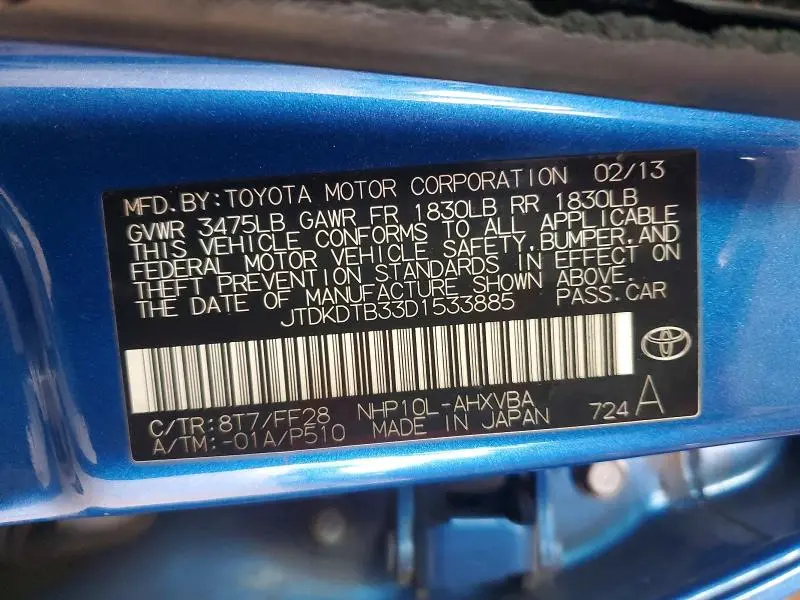 MFD.BY:TOYOTA MOTOR CORPORATION 02/13
GVWR 3475LB GAWR FR 1830LB RR 1830LB
THIS VEHICLE CONFORMS TO ALL APPLICABLE
FEDERAL MOTOR VEHICLE SAFETY,BUMPER,AND
THEFT PREVENTION STANDARDS IN EFFECT ON
THE DATE OF MANUFACTURE SHOWN ABOVE.
JTDKDTB33D1533885 PASS.CAR
C/TR:8T7/FF28 NHP10L-AHXVBA
A/TM:-01A/P510 MADE IN JAPAN 724 A